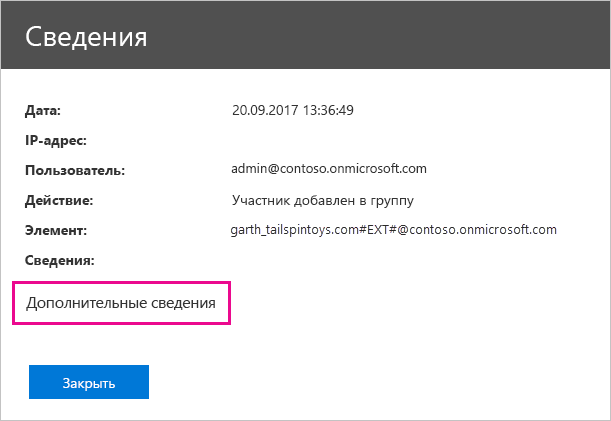 Сведения
Дата: 20.09.2017 13:36:49
IP-адрес:
Пользователь: admin@contoso.onmicrosoft.com
Действие: Участник добавлен в группу
Элемент: garth_tailspintoys.com#EXT#@contoso.onmicrosoft.com
Сведения:
Дополнительные сведения
Закрыть